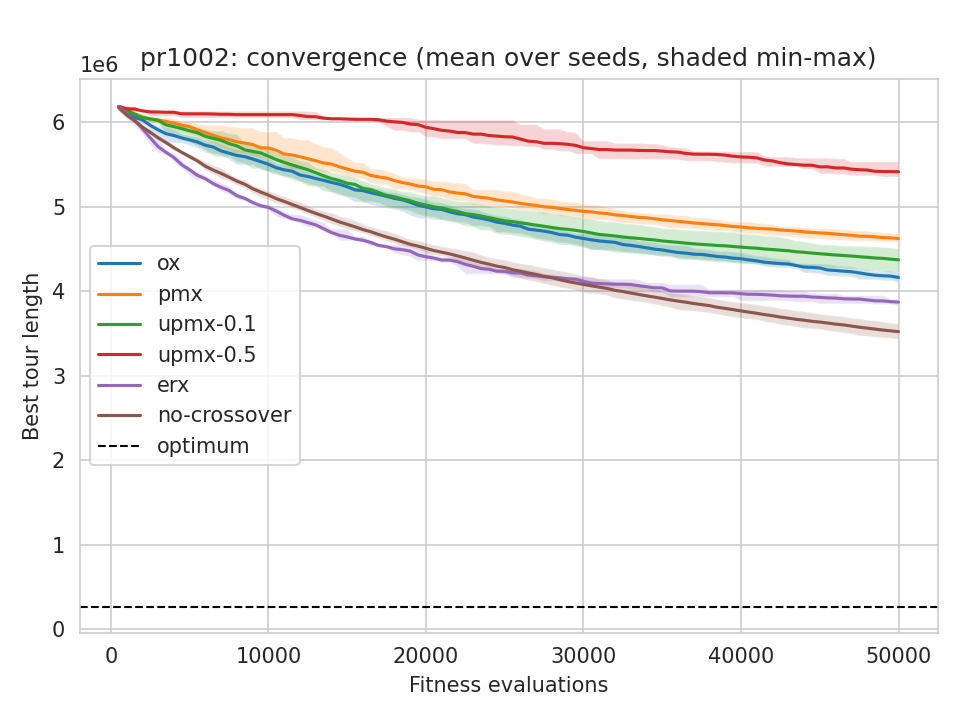 pr1002: convergence (mean over seeds, shaded min-max)
1e6
6
5
4
3
2
1
0
Best tour length
ox
pmx
upmx-0.1
upmx-0.5
erx
no-crossover
optimum
0 10000 20000 30000 40000 50000
Fitness evaluations